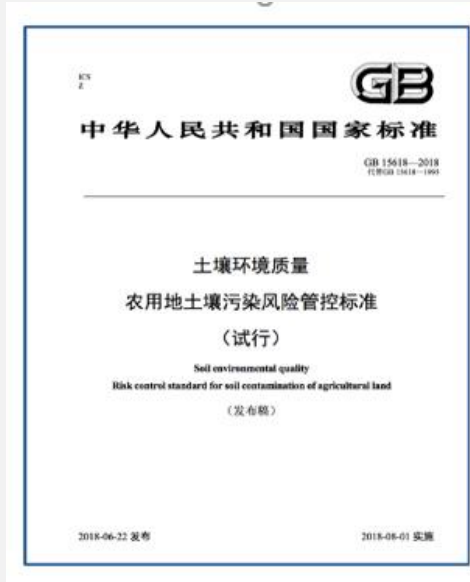 ICS
Z
GB
中华人民共和国国家标准
GB 15618—2018
代替GB 15618—1995
土壤环境质量
农用地土壤污染风险管控标准
（试行）
Soil environmental quality
Risk control standard for soil contamination of agricultural land
（发布稿）
2018-06-22 发布
2018-08-01 实施